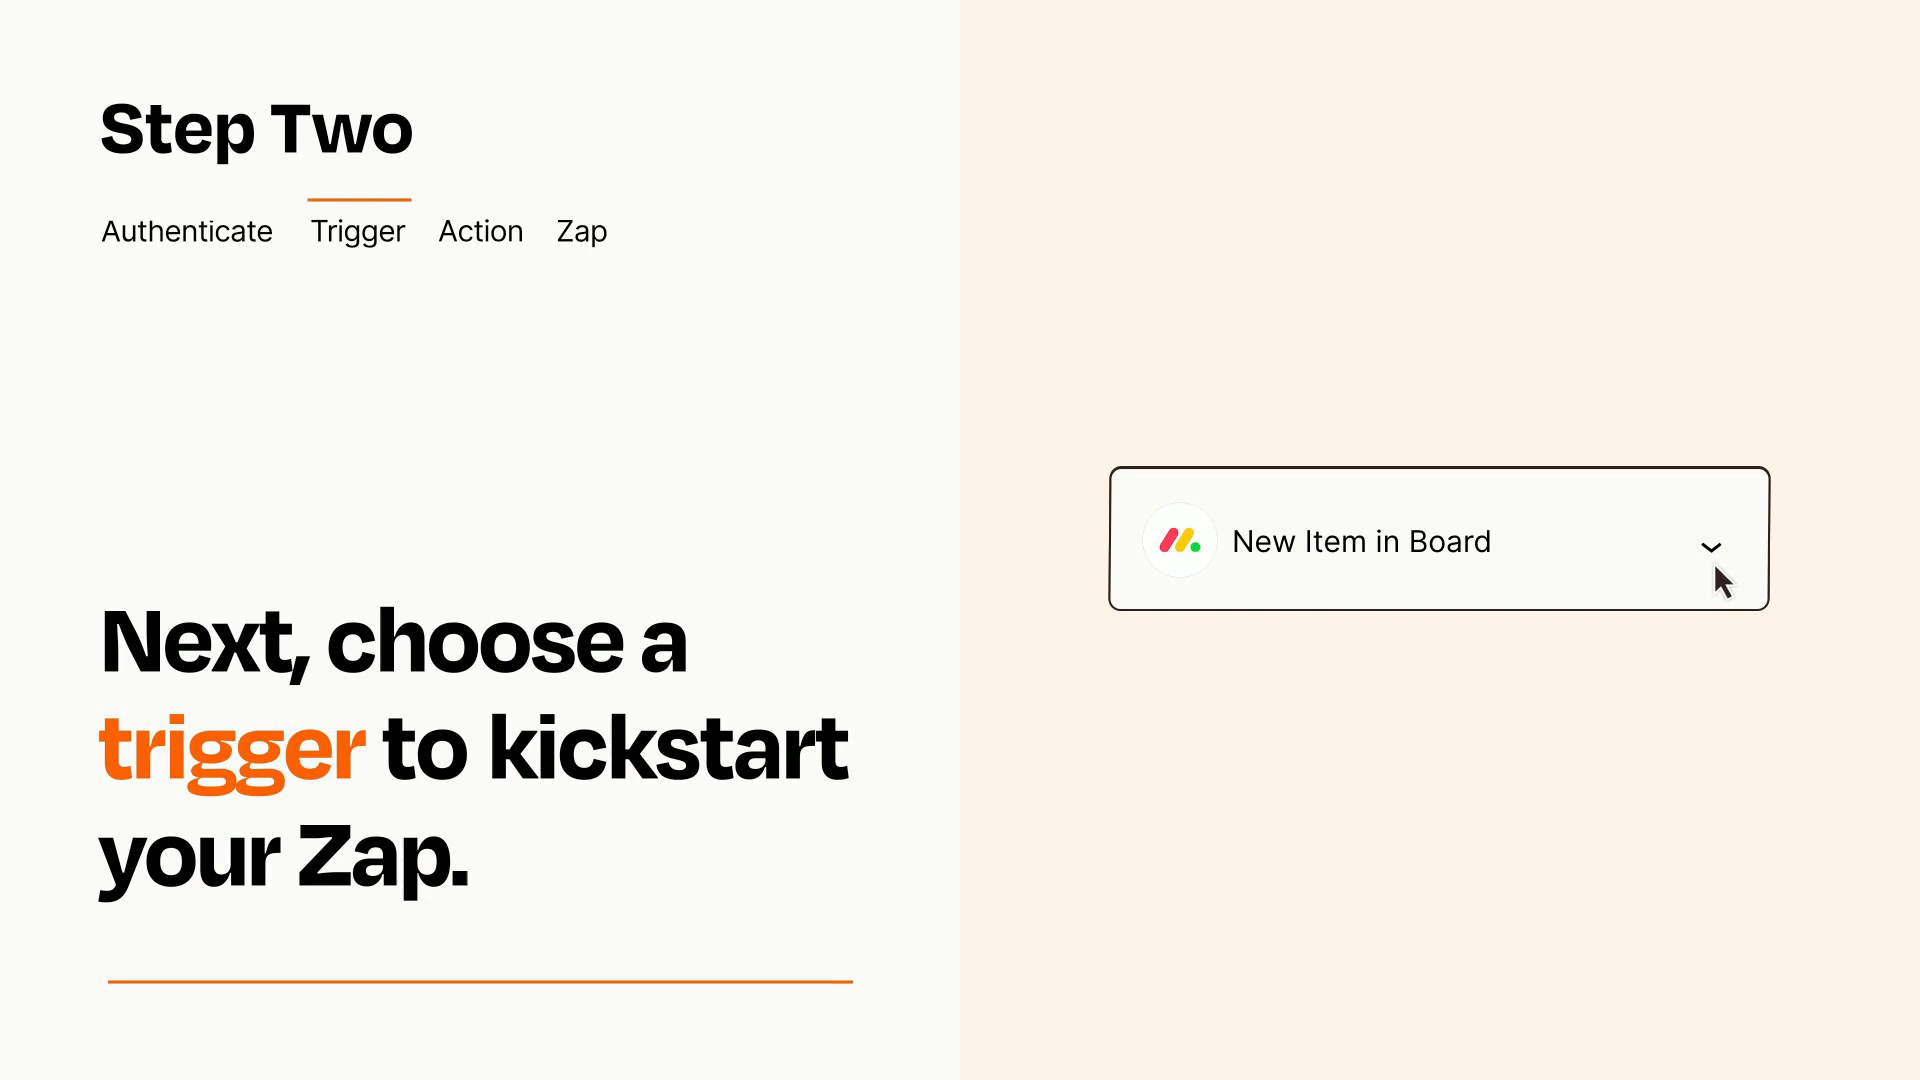 Step Two
Authenticate Trigger Action Zap
Next, choose a
trigger to kickstart
your Zap.
New Item in Board